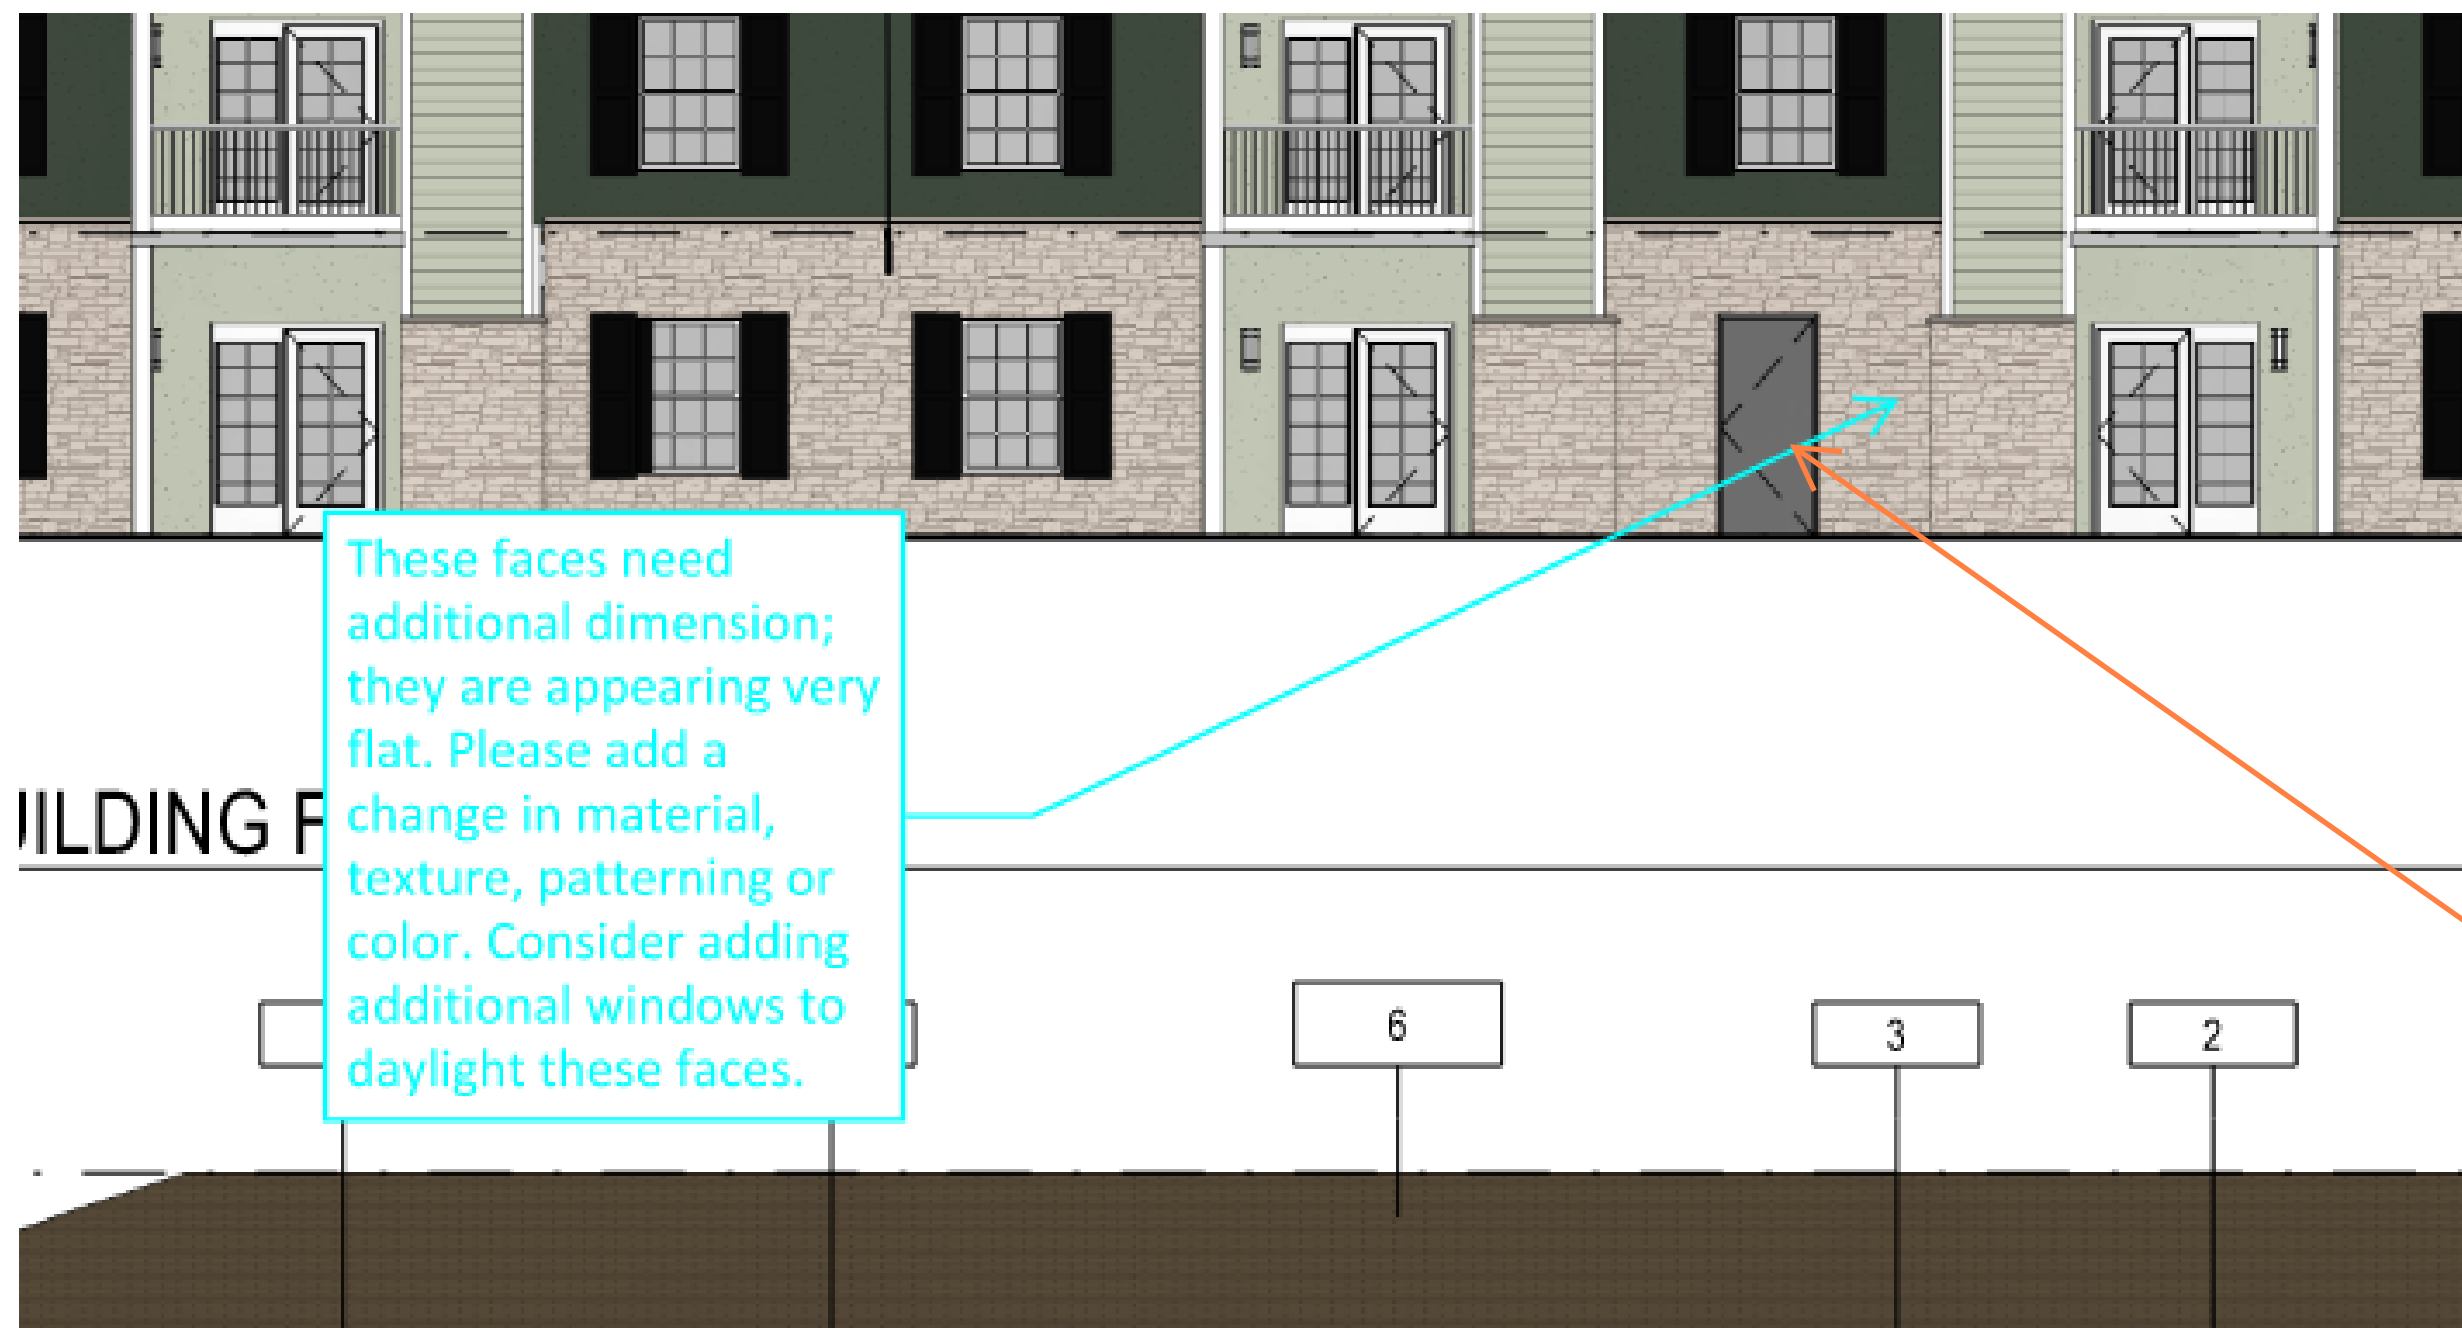 These faces need
additional dimension;
they are appearing very
flat. Please add a
change in material,
texture, patterning or
color. Consider adding
additional windows to
daylight these faces.
6
3
2